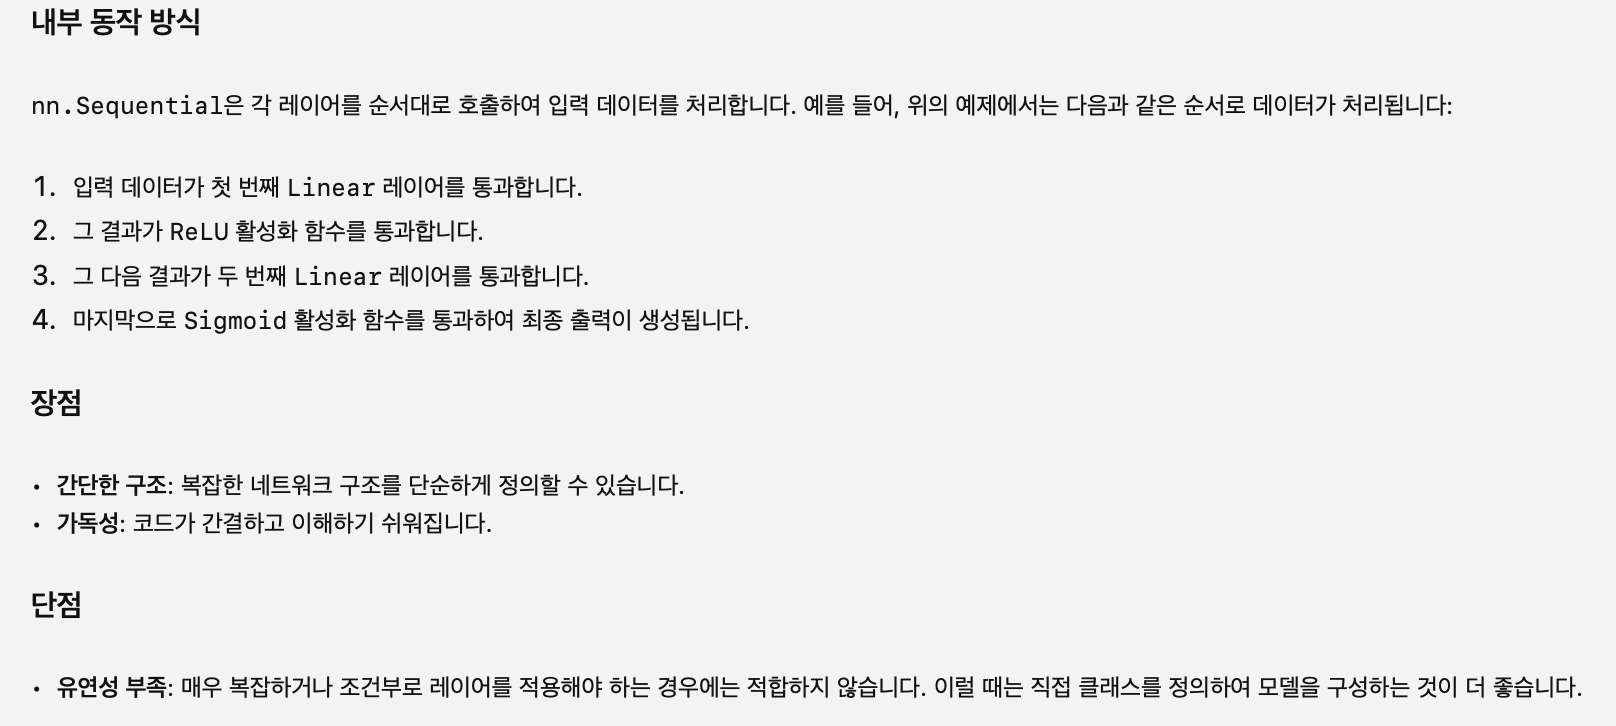 내부 동작 방식
nn.Sequential은 각 레이어를 순서대로 호출하여 입력 데이터를 처리합니다. 예를 들어, 위의 예제에서는 다음과 같은 순서로 데이터가 처리됩니다:
1. 입력 데이터가 첫 번째 Linear 레이어를 통과합니다.
2. 그 결과가 ReLU 활성화 함수를 통과합니다.
3. 그 다음 결과가 두 번째 Linear 레이어를 통과합니다.
4. 마지막으로 Sigmoid 활성화 함수를 통과하여 최종 출력이 생성됩니다.
장점
• 간단한 구조: 복잡한 네트워크 구조를 단순하게 정의할 수 있습니다.
• 가독성: 코드가 간결하고 이해하기 쉬워집니다.
단점
• 유연성 부족: 매우 복잡하거나 조건부로 레이어를 적용해야 하는 경우에는 적합하지 않습니다. 이럴 때는 직접 클래스를 정의하여 모델을 구성하는 것이 더 좋습니다.